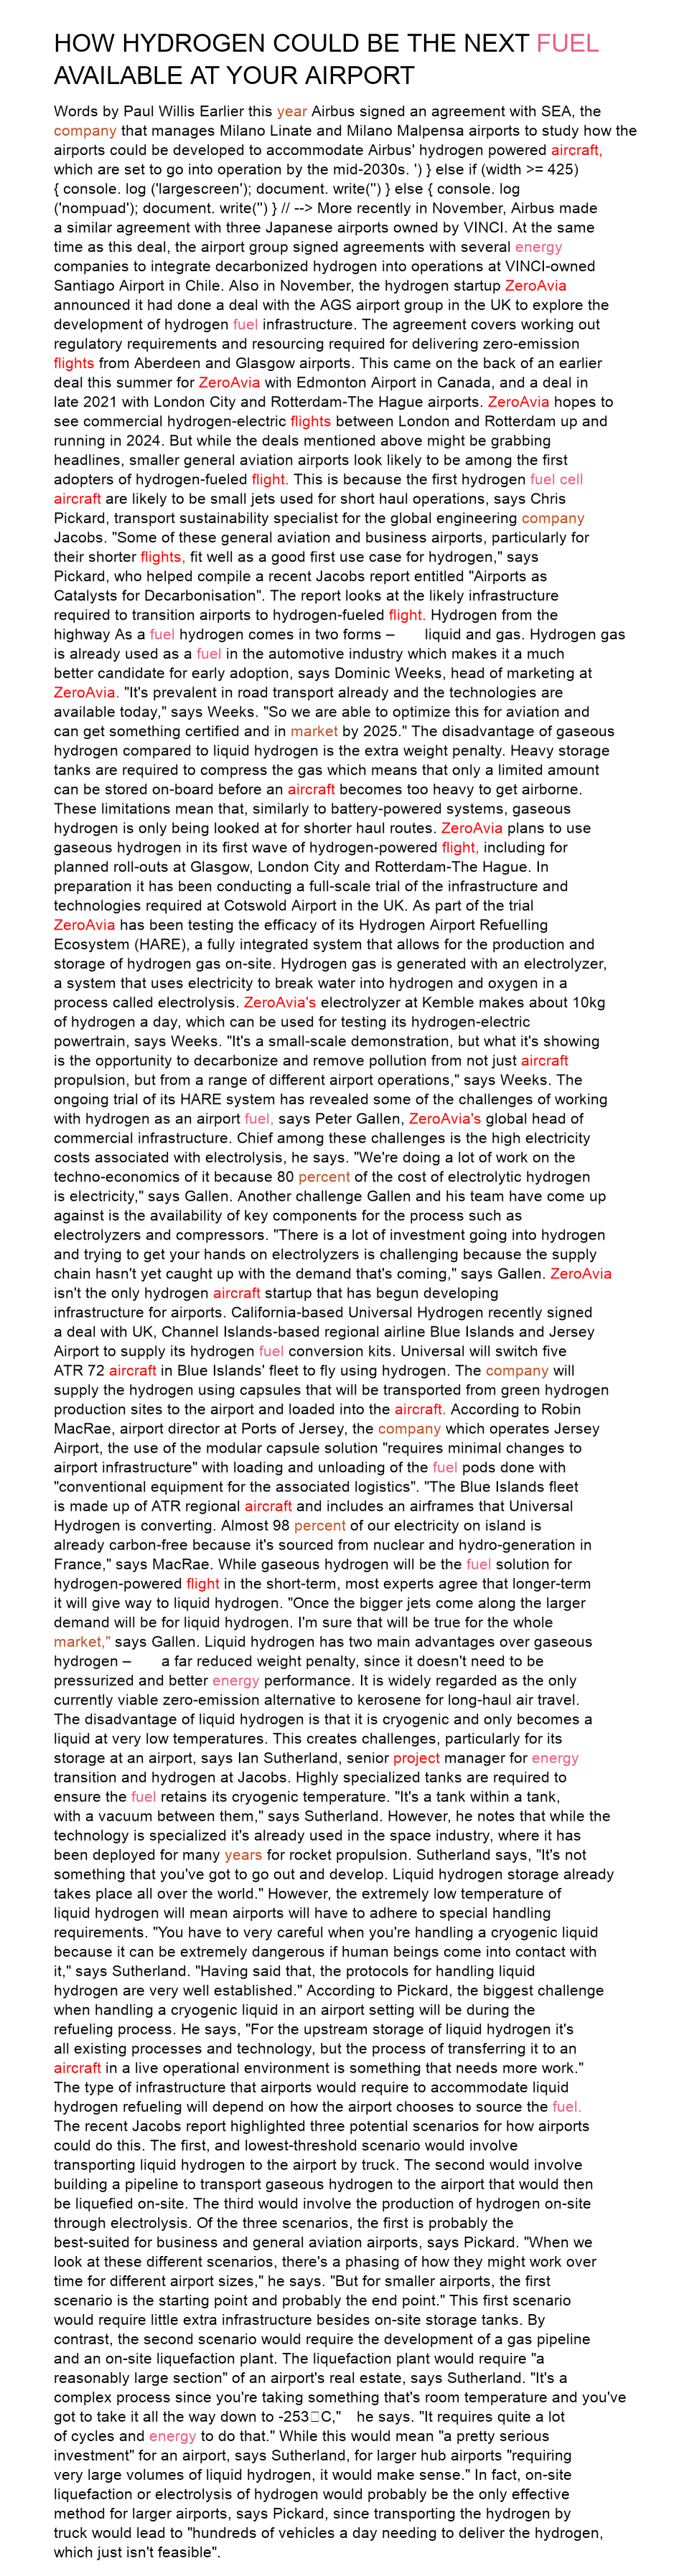 HOW HYDROGEN COULD BE THE NEXT FUEL
AVAILABLE AT YOUR AIRPORT
Words by Paul Willis Earlier this year Airbus signed an agreement with SEA, the
company that manages Milano Linate and Milano Malpensa airports to study how the
airports could be developed to accommodate Airbus' hydrogen powered aircraft,
which are set to go into operation by the mid-2030s. ') } else if (width >= 425)
{ console. log ('largescreen'); document. write('') } else { console. log
('nompuad'); document. write('') } // --> More recently in November, Airbus made
a similar agreement with three Japanese airports owned by VINCI. At the same
time as this deal, the airport group signed agreements with several energy
companies to integrate decarbonized hydrogen into operations at VINCI-owned
Santiago Airport in Chile. Also in November, the hydrogen startup ZeroAvia
announced it had done a deal with the AGS airport group in the UK to explore the
development of hydrogen fuel infrastructure. The agreement covers working out
regulatory requirements and resourcing required for delivering zero-emission
flights from Aberdeen and Glasgow airports. This came on the back of an earlier
deal this summer for ZeroAvia with Edmonton Airport in Canada, and a deal in
late 2021 with London City and Rotterdam-The Hague airports. ZeroAvia hopes to
see commercial hydrogen-electric flights between London and Rotterdam up and
running in 2024. But while the deals mentioned above might be grabbing
headlines, smaller general aviation airports look likely to be among the first
adopters of hydrogen-fueled flight. This is because the first hydrogen fuel cell
aircraft are likely to be small jets used for short haul operations, says Chris
Pickard, transport sustainability specialist for the global engineering company
Jacobs. "Some of these general aviation and business airports, particularly for
their shorter flights, fit well as a good first use case for hydrogen," says
Pickard, who helped compile a recent Jacobs report entitled "Airports as
Catalysts for Decarbonisation". The report looks at the likely infrastructure
required to transition airports to hydrogen-fueled flight. Hydrogen from the
highway As a fuel hydrogen comes in two forms – liquid and gas. Hydrogen gas
is already used as a fuel in the automotive industry which makes it a much
better candidate for early adoption, says Dominic Weeks, head of marketing at
ZeroAvia. "It's prevalent in road transport already and the technologies are
available today," says Weeks. "So we are able to optimize this for aviation and
can get something certified and in market by 2025." The disadvantage of gaseous
hydrogen compared to liquid hydrogen is the extra weight penalty. Heavy storage
tanks are required to compress the gas which means that only a limited amount
can be stored on-board before an aircraft becomes too heavy to get airborne.
These limitations mean that, similarly to battery-powered systems, gaseous
hydrogen is only being looked at for shorter haul routes. ZeroAvia plans to use
gaseous hydrogen in its first wave of hydrogen-powered flight, including for
planned roll-outs at Glasgow, London City and Rotterdam-The Hague. In
preparation it has been conducting a full-scale trial of the infrastructure and
technologies required at Cotswold Airport in the UK. As part of the trial
ZeroAvia has been testing the efficacy of its Hydrogen Airport Refuelling
Ecosystem (HARE), a fully integrated system that allows for the production and
storage of hydrogen gas on-site. Hydrogen gas is generated with an electrolyzer,
a system that uses electricity to break water into hydrogen and oxygen in a
process called electrolysis. ZeroAvia's electrolyzer at Kemble makes about 10kg
of hydrogen a day, which can be used for testing its hydrogen-electric
powertrain, says Weeks. "It's a small-scale demonstration, but what it's showing
is the opportunity to decarbonize and remove pollution from not just aircraft
propulsion, but from a range of different airport operations," says Weeks. The
ongoing trial of its HARE system has revealed some of the challenges of working
with hydrogen as an airport fuel, says Peter Gallen, ZeroAvia's global head of
commercial infrastructure. Chief among these challenges is the high electricity
costs associated with electrolysis, he says. "We're doing a lot of work on the
techno-economics of it because 80 percent of the cost of electrolytic hydrogen
is electricity," says Gallen. Another challenge Gallen and his team have come up
against is the availability of key components for the process such as
electrolyzers and compressors. "There is a lot of investment going into hydrogen
and trying to get your hands on electrolyzers is challenging because the supply
chain hasn't yet caught up with the demand that's coming," says Gallen. ZeroAvia
isn't the only hydrogen aircraft startup that has begun developing
infrastructure for airports. California-based Universal Hydrogen recently signed
a deal with UK, Channel Islands-based regional airline Blue Islands and Jersey
Airport to supply its hydrogen fuel conversion kits. Universal will switch five
ATR 72 aircraft in Blue Islands' fleet to fly using hydrogen. The company will
supply the hydrogen using capsules that will be transported from green hydrogen
production sites to the airport and loaded into the aircraft. According to Robin
MacRae, airport director at Ports of Jersey, the company which operates Jersey
Airport, the use of the modular capsule solution "requires minimal changes to
airport infrastructure" with loading and unloading of the fuel pods done with
"conventional equipment for the associated logistics". "The Blue Islands fleet
is made up of ATR regional aircraft and includes an airframes that Universal
Hydrogen is converting. Almost 98 percent of our electricity on island is
already carbon-free because it's sourced from nuclear and hydro-generation in
France," says MacRae. While gaseous hydrogen will be the fuel solution for
hydrogen-powered flight in the short-term, most experts agree that longer-term
it will give way to liquid hydrogen. "Once the bigger jets come along the larger
demand will be for liquid hydrogen. I'm sure that will be true for the whole
market," says Gallen. Liquid hydrogen has two main advantages over gaseous
hydrogen – a far reduced weight penalty, since it doesn't need to be
pressurized and better energy performance. It is widely regarded as the only
currently viable zero-emission alternative to kerosene for long-haul air travel.
The disadvantage of liquid hydrogen is that it is cryogenic and only becomes a
liquid at very low temperatures. This creates challenges, particularly for its
storage at an airport, says Ian Sutherland, senior project manager for energy
transition and hydrogen at Jacobs. Highly specialized tanks are required to
ensure the fuel retains its cryogenic temperature. "It's a tank within a tank,
with a vacuum between them," says Sutherland. However, he notes that while the
technology is specialized it's already used in the space industry, where it has
been deployed for many years for rocket propulsion. Sutherland says, "It's not
something that you've got to go out and develop. Liquid hydrogen storage already
takes place all over the world." However, the extremely low temperature of
liquid hydrogen will mean airports will have to adhere to special handling
requirements. "You have to very careful when you're handling a cryogenic liquid
because it can be extremely dangerous if human beings come into contact with
it," says Sutherland. "Having said that, the protocols for handling liquid
hydrogen are very well established." According to Pickard, the biggest challenge
when handling a cryogenic liquid in an airport setting will be during the
refueling process. He says, "For the upstream storage of liquid hydrogen it's
all existing processes and technology, but the process of transferring it to an
aircraft in a live operational environment is something that needs more work."
The type of infrastructure that airports would require to accommodate liquid
hydrogen refueling will depend on how the airport chooses to source the fuel.
The recent Jacobs report highlighted three potential scenarios for how airports
could do this. The first, and lowest-threshold scenario would involve
transporting liquid hydrogen to the airport by truck. The second would involve
building a pipeline to transport gaseous hydrogen to the airport that would then
be liquefied on-site. The third would involve the production of hydrogen on-site
through electrolysis. Of the three scenarios, the first is probably the
best-suited for business and general aviation airports, says Pickard. "When we
look at these different scenarios, there's a phasing of how they might work over
time for different airport sizes," he says. "But for smaller airports, the first
scenario is the starting point and probably the end point." This first scenario
would require little extra infrastructure besides on-site storage tanks. By
contrast, the second scenario would require the development of a gas pipeline
and an on-site liquefaction plant. The liquefaction plant would require "a
reasonably large section" of an airport's real estate, says Sutherland. "It's a
complex process since you're taking something that's room temperature and you've
got to take it all the way down to -253□C," he says. "It requires quite a lot
of cycles and energy to do that." While this would mean "a pretty serious
investment" for an airport, says Sutherland, for larger hub airports "requiring
very large volumes of liquid hydrogen, it would make sense." In fact, on-site
liquefaction or electrolysis of hydrogen would probably be the only effective
method for larger airports, says Pickard, since transporting the hydrogen by
truck would lead to "hundreds of vehicles a day needing to deliver the hydrogen,
which just isn't feasible".